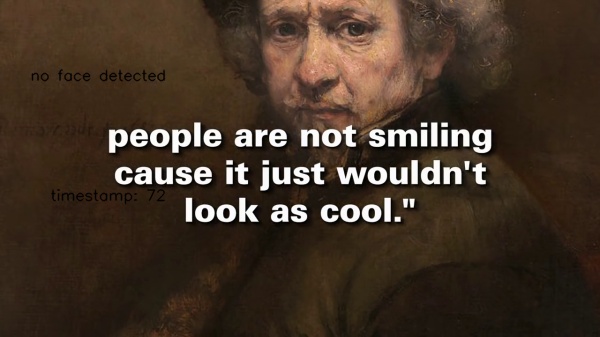 no face detected
people are not smiling
cause it just wouldn't
timestamp: 72
look as cool."